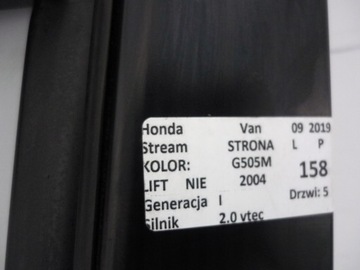 Honda Van 09 2019
Stream STRONA L P
KOLOR: G505M 158
LIFT NIE 2004
Generacja I Drzwi: 5
Silnik 2.0 vtec